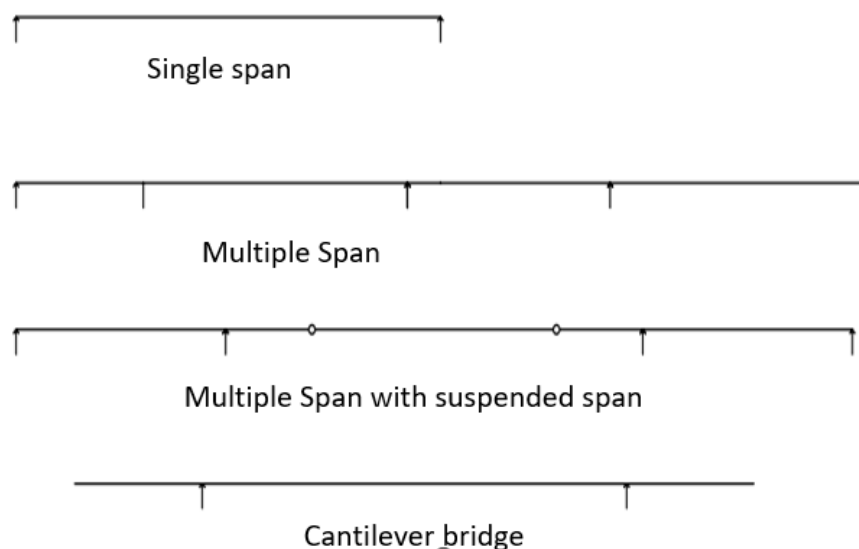 Single span
Multiple Span
Multiple Span with suspended span
Cantilever bridge